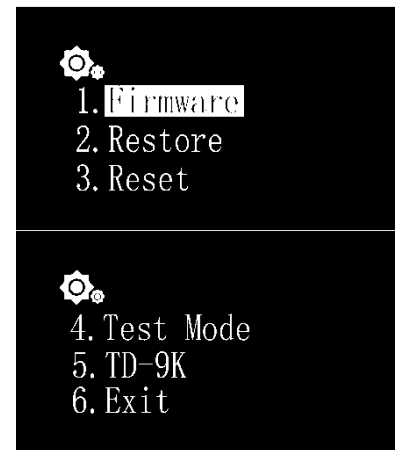 1.Firmware
2.Restore
3.Reset
4.Test Mode
5.TD-9K
6.Exit